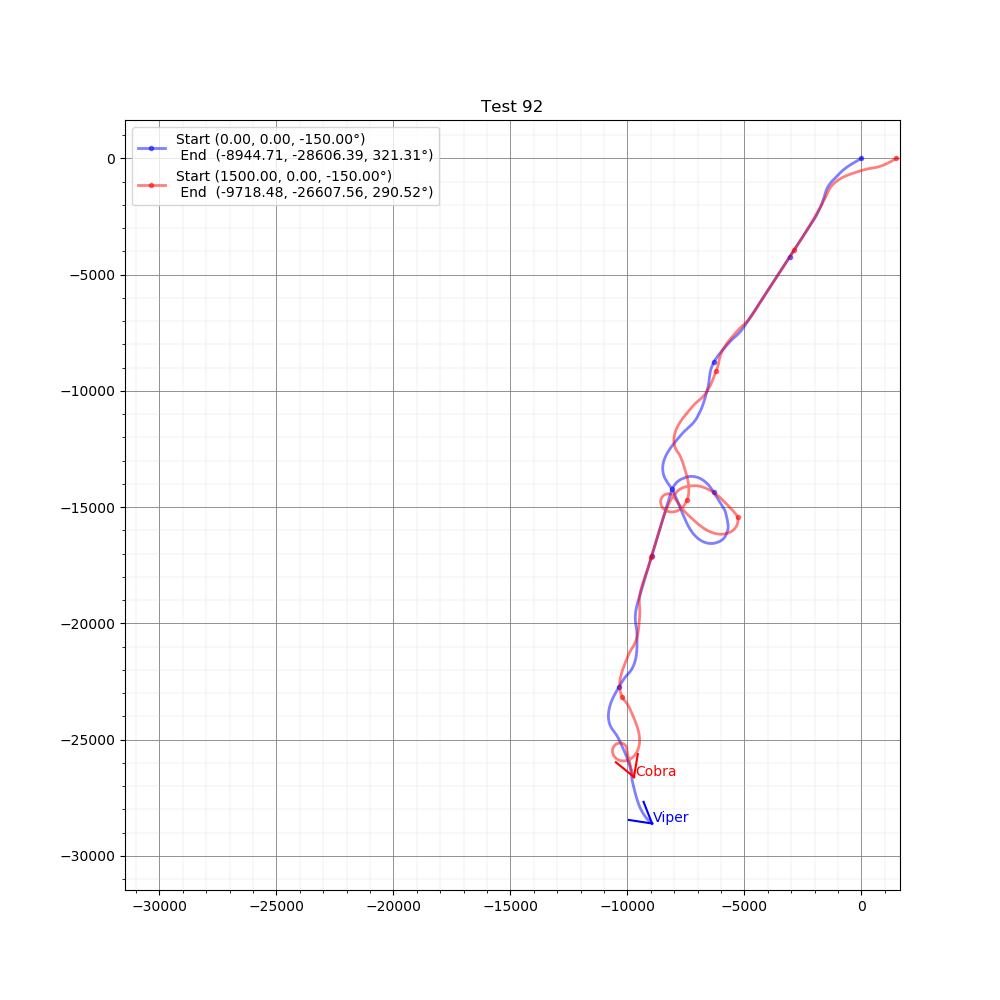 Test 92
Start (0.00, 0.00, -150.00°)
End (-8944.71, -28606.39, 321.31°)
Start (1500.00, 0.00, -150.00°)
End (-9718.48, -26607.56, 290.52°)
0
−5000
−10000
−15000
−20000
−25000
−30000
Cobra
Viper
−30000 −25000 −20000 −15000 −10000 −5000 0